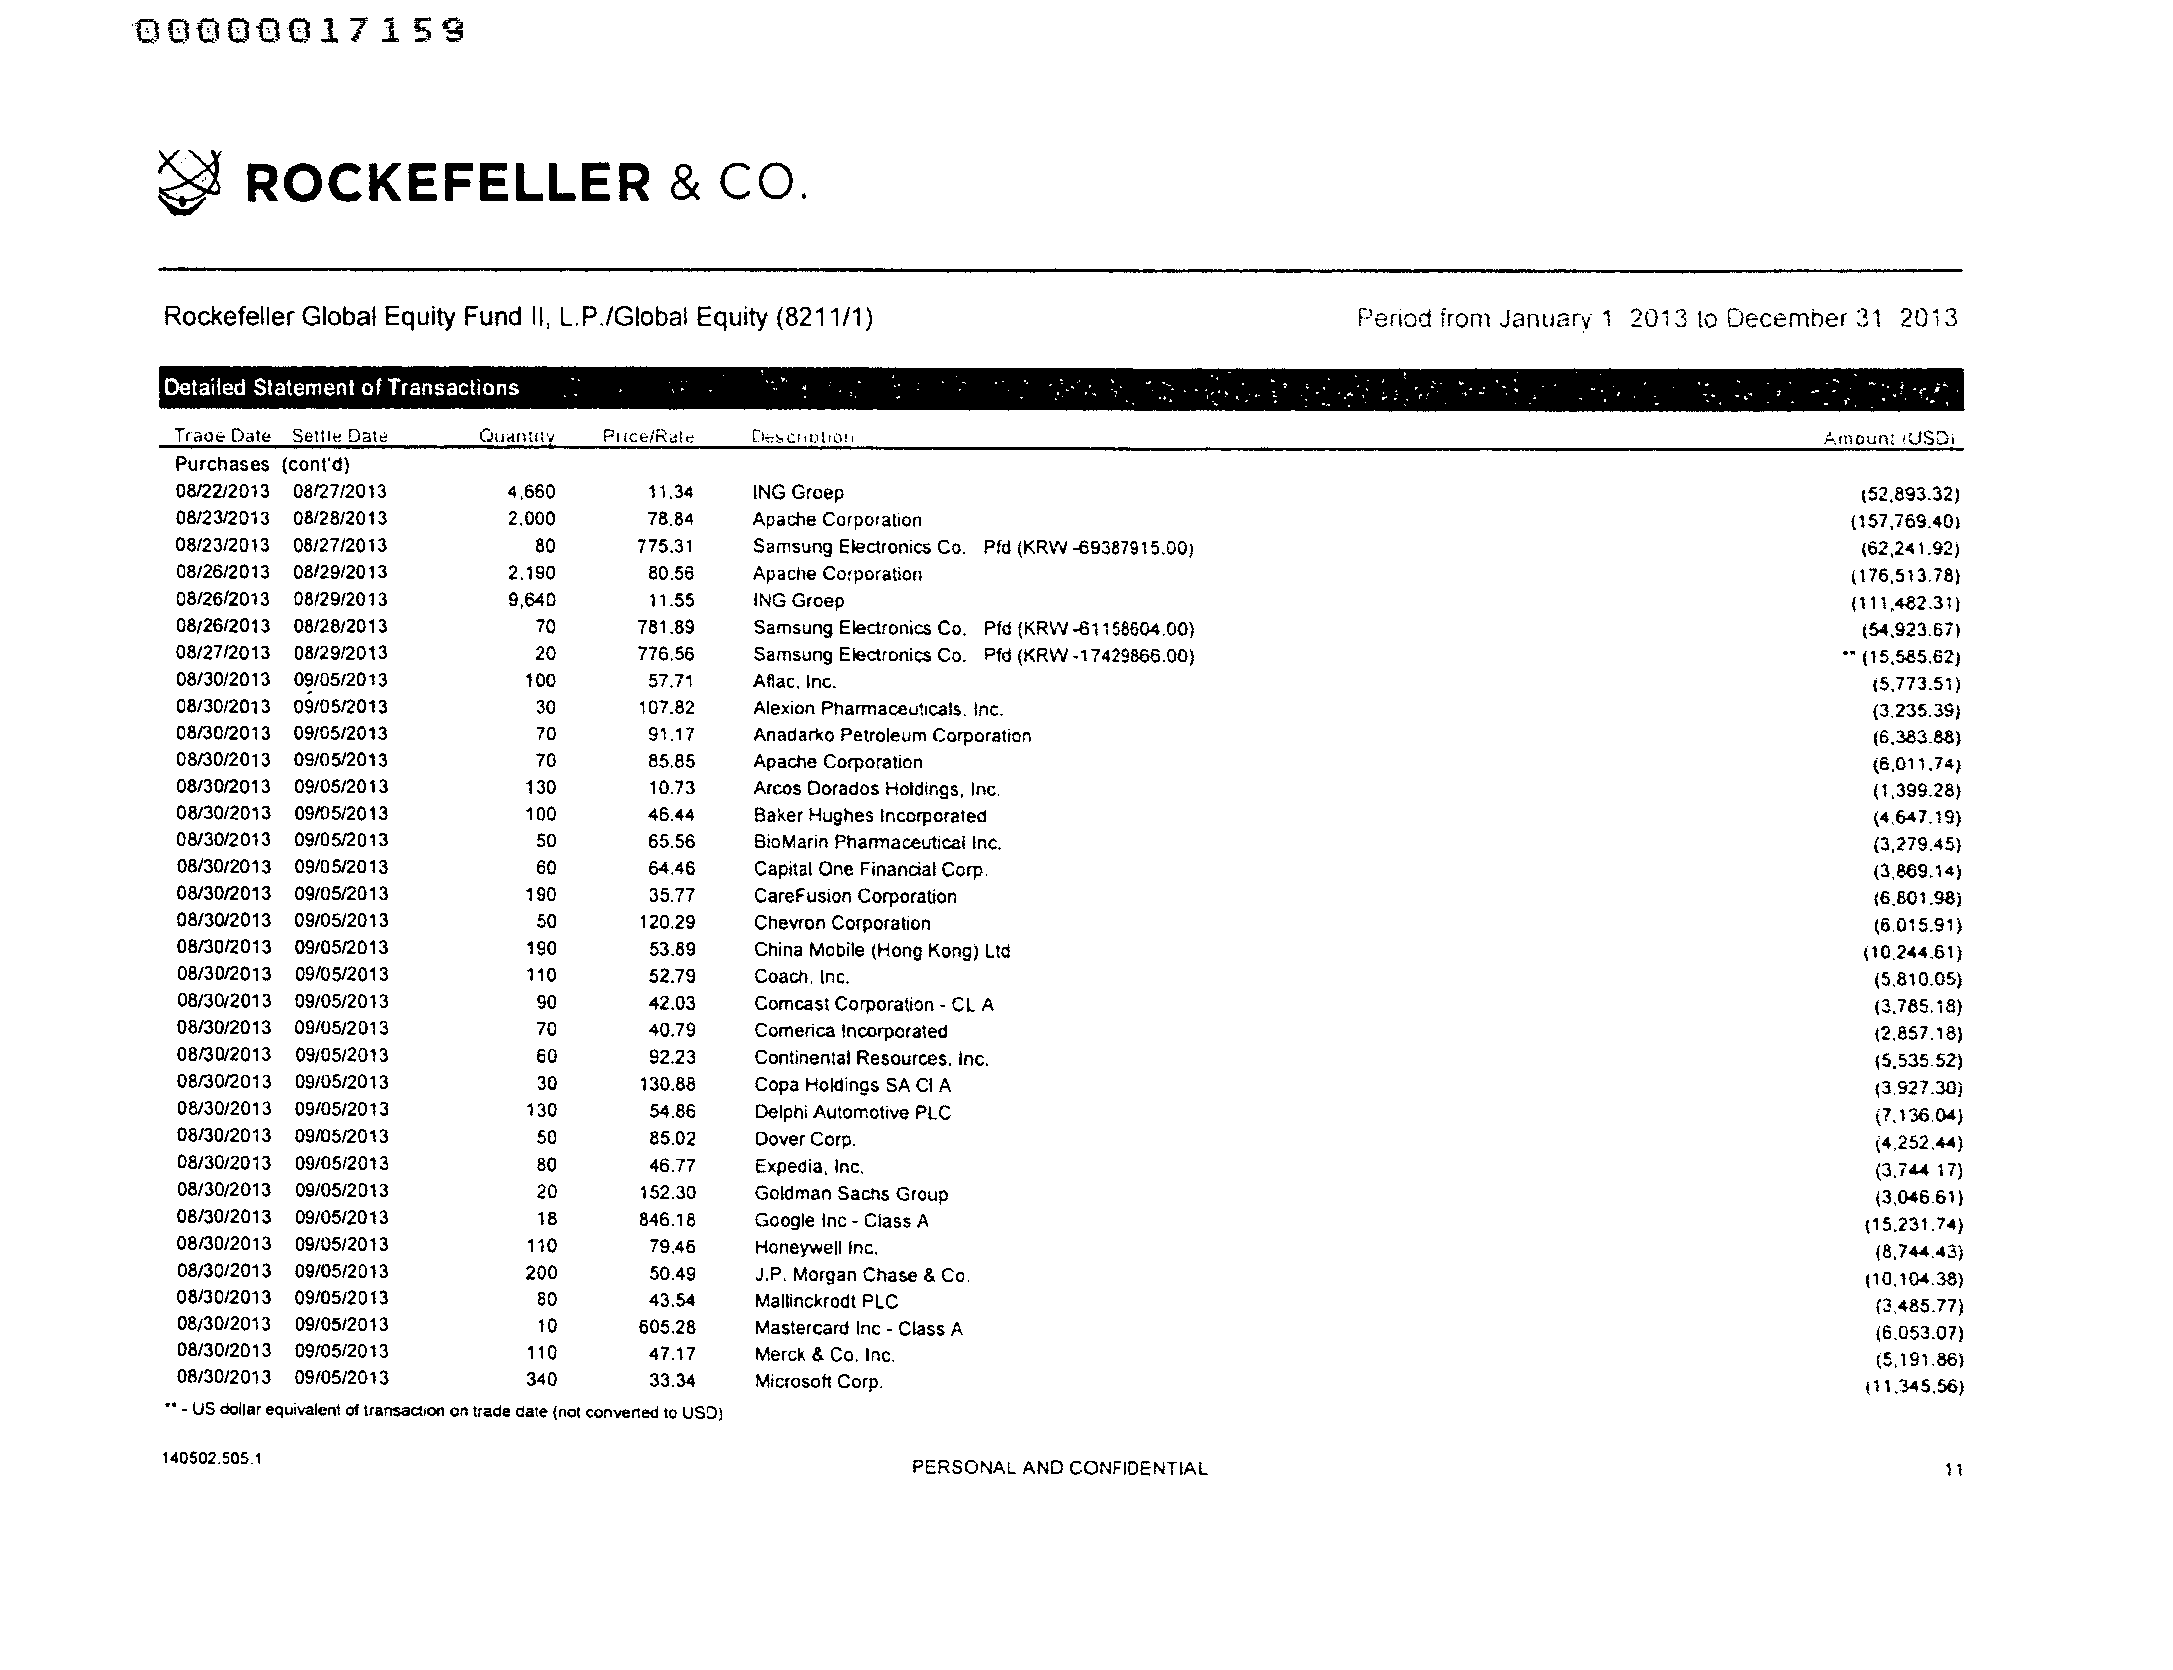 00000017159
ROCKEFELLER & CO.
Rockefeller Global Equity Fund II, L.P./Global Equity (8211/1) Period from January 1 2013 to December 31 2013
Detailed Statement of Transactions
Trade Date Settle Date Quantity Price/Rate Description Amount (USD)
Purchases (cont'd)
08/22/2013 08/27/2013 4,660 11.34 ING Groep (52,893.32)
08/23/2013 08/28/2013 2,000 78.84 Apache Corporation (157,769.40)
08/23/2013 08/27/2013 80 775.31 Samsung Electronics Co. Pfd (KRW -69387915.00) (62,241.92)
08/26/2013 08/29/2013 2,190 80.56 Apache Corporation (176,513.78)
08/26/2013 08/29/2013 9,640 11.55 ING Groep (111,482.31)
08/26/2013 08/28/2013 70 781.89 Samsung Electronics Co. Pfd (KRW -61158604.00) (54,923.67)
08/27/2013 08/29/2013 20 776.56 Samsung Electronics Co. Pfd (KRW -17429866.00) ** (15,585.62)
08/30/2013 09/05/2013 100 57.71 Aflac, Inc. (5,773.51)
08/30/2013 09/05/2013 30 107.82 Alexion Pharmaceuticals, Inc. (3,235.39)
08/30/2013 09/05/2013 70 91.17 Anadarko Petroleum Corporation (6,383.88)
08/30/2013 09/05/2013 70 85.85 Apache Corporation (6,011.74)
08/30/2013 09/05/2013 130 10.73 Arcos Dorados Holdings, Inc. (1,399.28)
08/30/2013 09/05/2013 100 46.44 Baker Hughes Incorporated (4,647.19)
08/30/2013 09/05/2013 50 65.56 BioMarin Pharmaceutical Inc. (3,279.45)
08/30/2013 09/05/2013 60 64.46 Capital One Financial Corp. (3,869.14)
08/30/2013 09/05/2013 190 35.77 CareFusion Corporation (6,801.98)
08/30/2013 09/05/2013 50 120.29 Chevron Corporation (6,015.91)
08/30/2013 09/05/2013 190 53.89 China Mobile (Hong Kong) Ltd (10,244.61)
08/30/2013 09/05/2013 110 52.79 Coach, Inc. (5,810.05)
08/30/2013 09/05/2013 90 42.03 Comcast Corporation - CL A (3,785.18)
08/30/2013 09/05/2013 70 40.79 Comerica Incorporated (2,857.18)
08/30/2013 09/05/2013 60 92.23 Continental Resources, Inc. (5,535.52)
08/30/2013 09/05/2013 30 130.88 Copa Holdings SA Cl A (3,927.30)
08/30/2013 09/05/2013 130 54.86 Delphi Automotive PLC (7,136.04)
08/30/2013 09/05/2013 50 85.02 Dover Corp. (4,252.44)
08/30/2013 09/05/2013 80 46.77 Expedia, Inc. (3,744.17)
08/30/2013 09/05/2013 20 152.30 Goldman Sachs Group (3,046.61)
08/30/2013 09/05/2013 18 846.18 Google Inc - Class A (15,231.74)
08/30/2013 09/05/2013 110 79.46 Honeywell Inc. (8,744.43)
08/30/2013 09/05/2013 200 50.49 J.P. Morgan Chase & Co. (10,104.38)
08/30/2013 09/05/2013 80 43.54 Mallinckrodt PLC (3,485.77)
08/30/2013 09/05/2013 10 605.28 Mastercard Inc - Class A (6,053.07)
08/30/2013 09/05/2013 110 47.17 Merck & Co. Inc. (5,191.86)
08/30/2013 09/05/2013 340 33.34 Microsoft Corp. (11,345.56)
** - US dollar equivalent of transaction on trade date (not converted to USD)
140502.505.1 PERSONAL AND CONFIDENTIAL 11